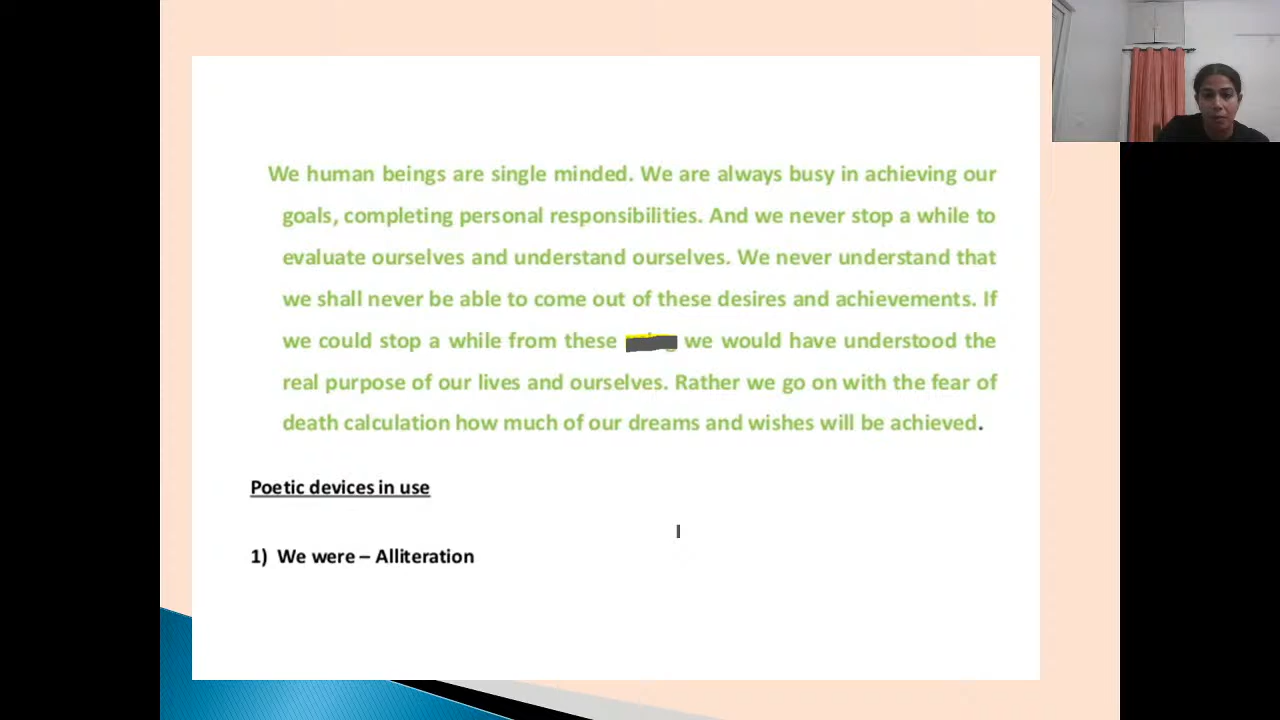 We human beings are single minded. We are always busy in achieving our
goals, completing personal responsibilities. And we never stop a while to
evaluate ourselves and understand ourselves. We never understand that
we shall never be able to come out of these desires and achievements. If
we could stop a while from these we would have understood the
real purpose of our lives and ourselves. Rather we go on with the fear of
death calculation how much of our dreams and wishes will be achieved.
Poetic devices in use
1) We were – Alliteration